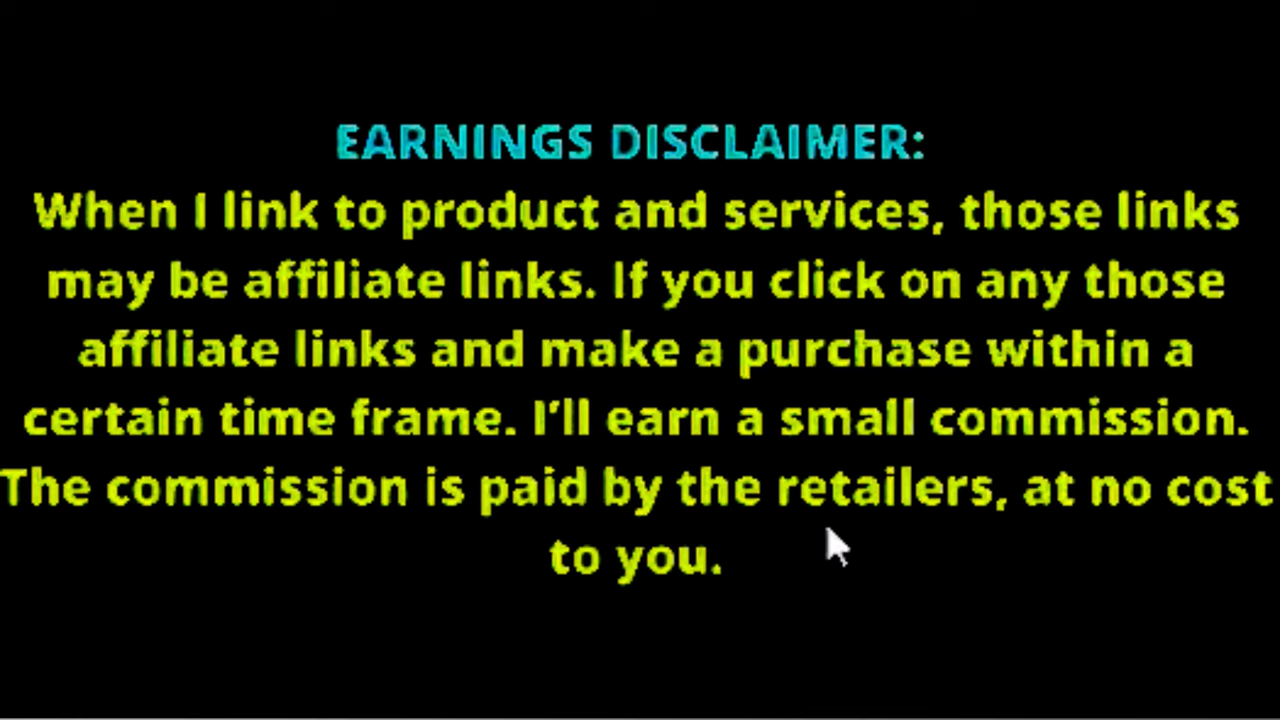 EARNINGS DISCLAIMER:
When I link to product and services, those links
may be affiliate links. If you click on any those
affiliate links and make a purchase within a
certain time frame. I’ll earn a small commission.
The commission is paid by the retailers, at no cost
to you.